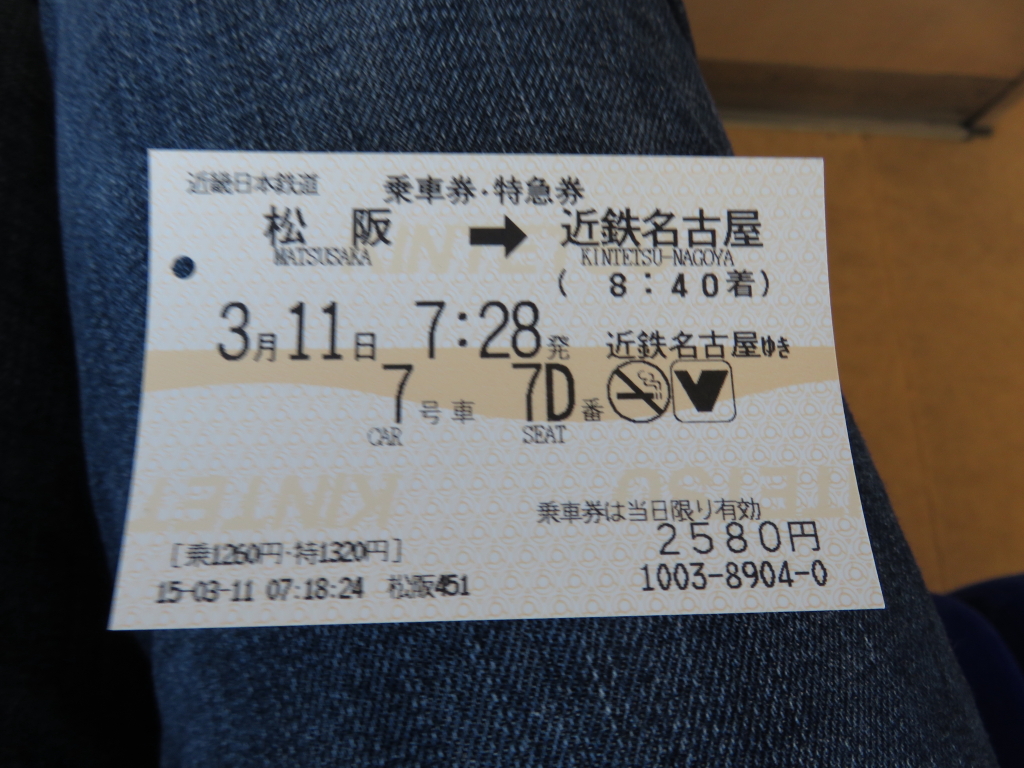 近畿日本鉄道 乗車券・特急券
松阪 ➡ 近鉄名古屋
MATSUSAKA KINTETSU-NAGOYA
( 8:40着)
3月11日 7:28発 近鉄名古屋ゆき
7号車 7D番
CAR SEAT
KINTET TETSU
乗車券は当日限り有効
2580円
[乗1260円・特1320円]
1003-8904-0
15-03-11 07:18:24 松阪451